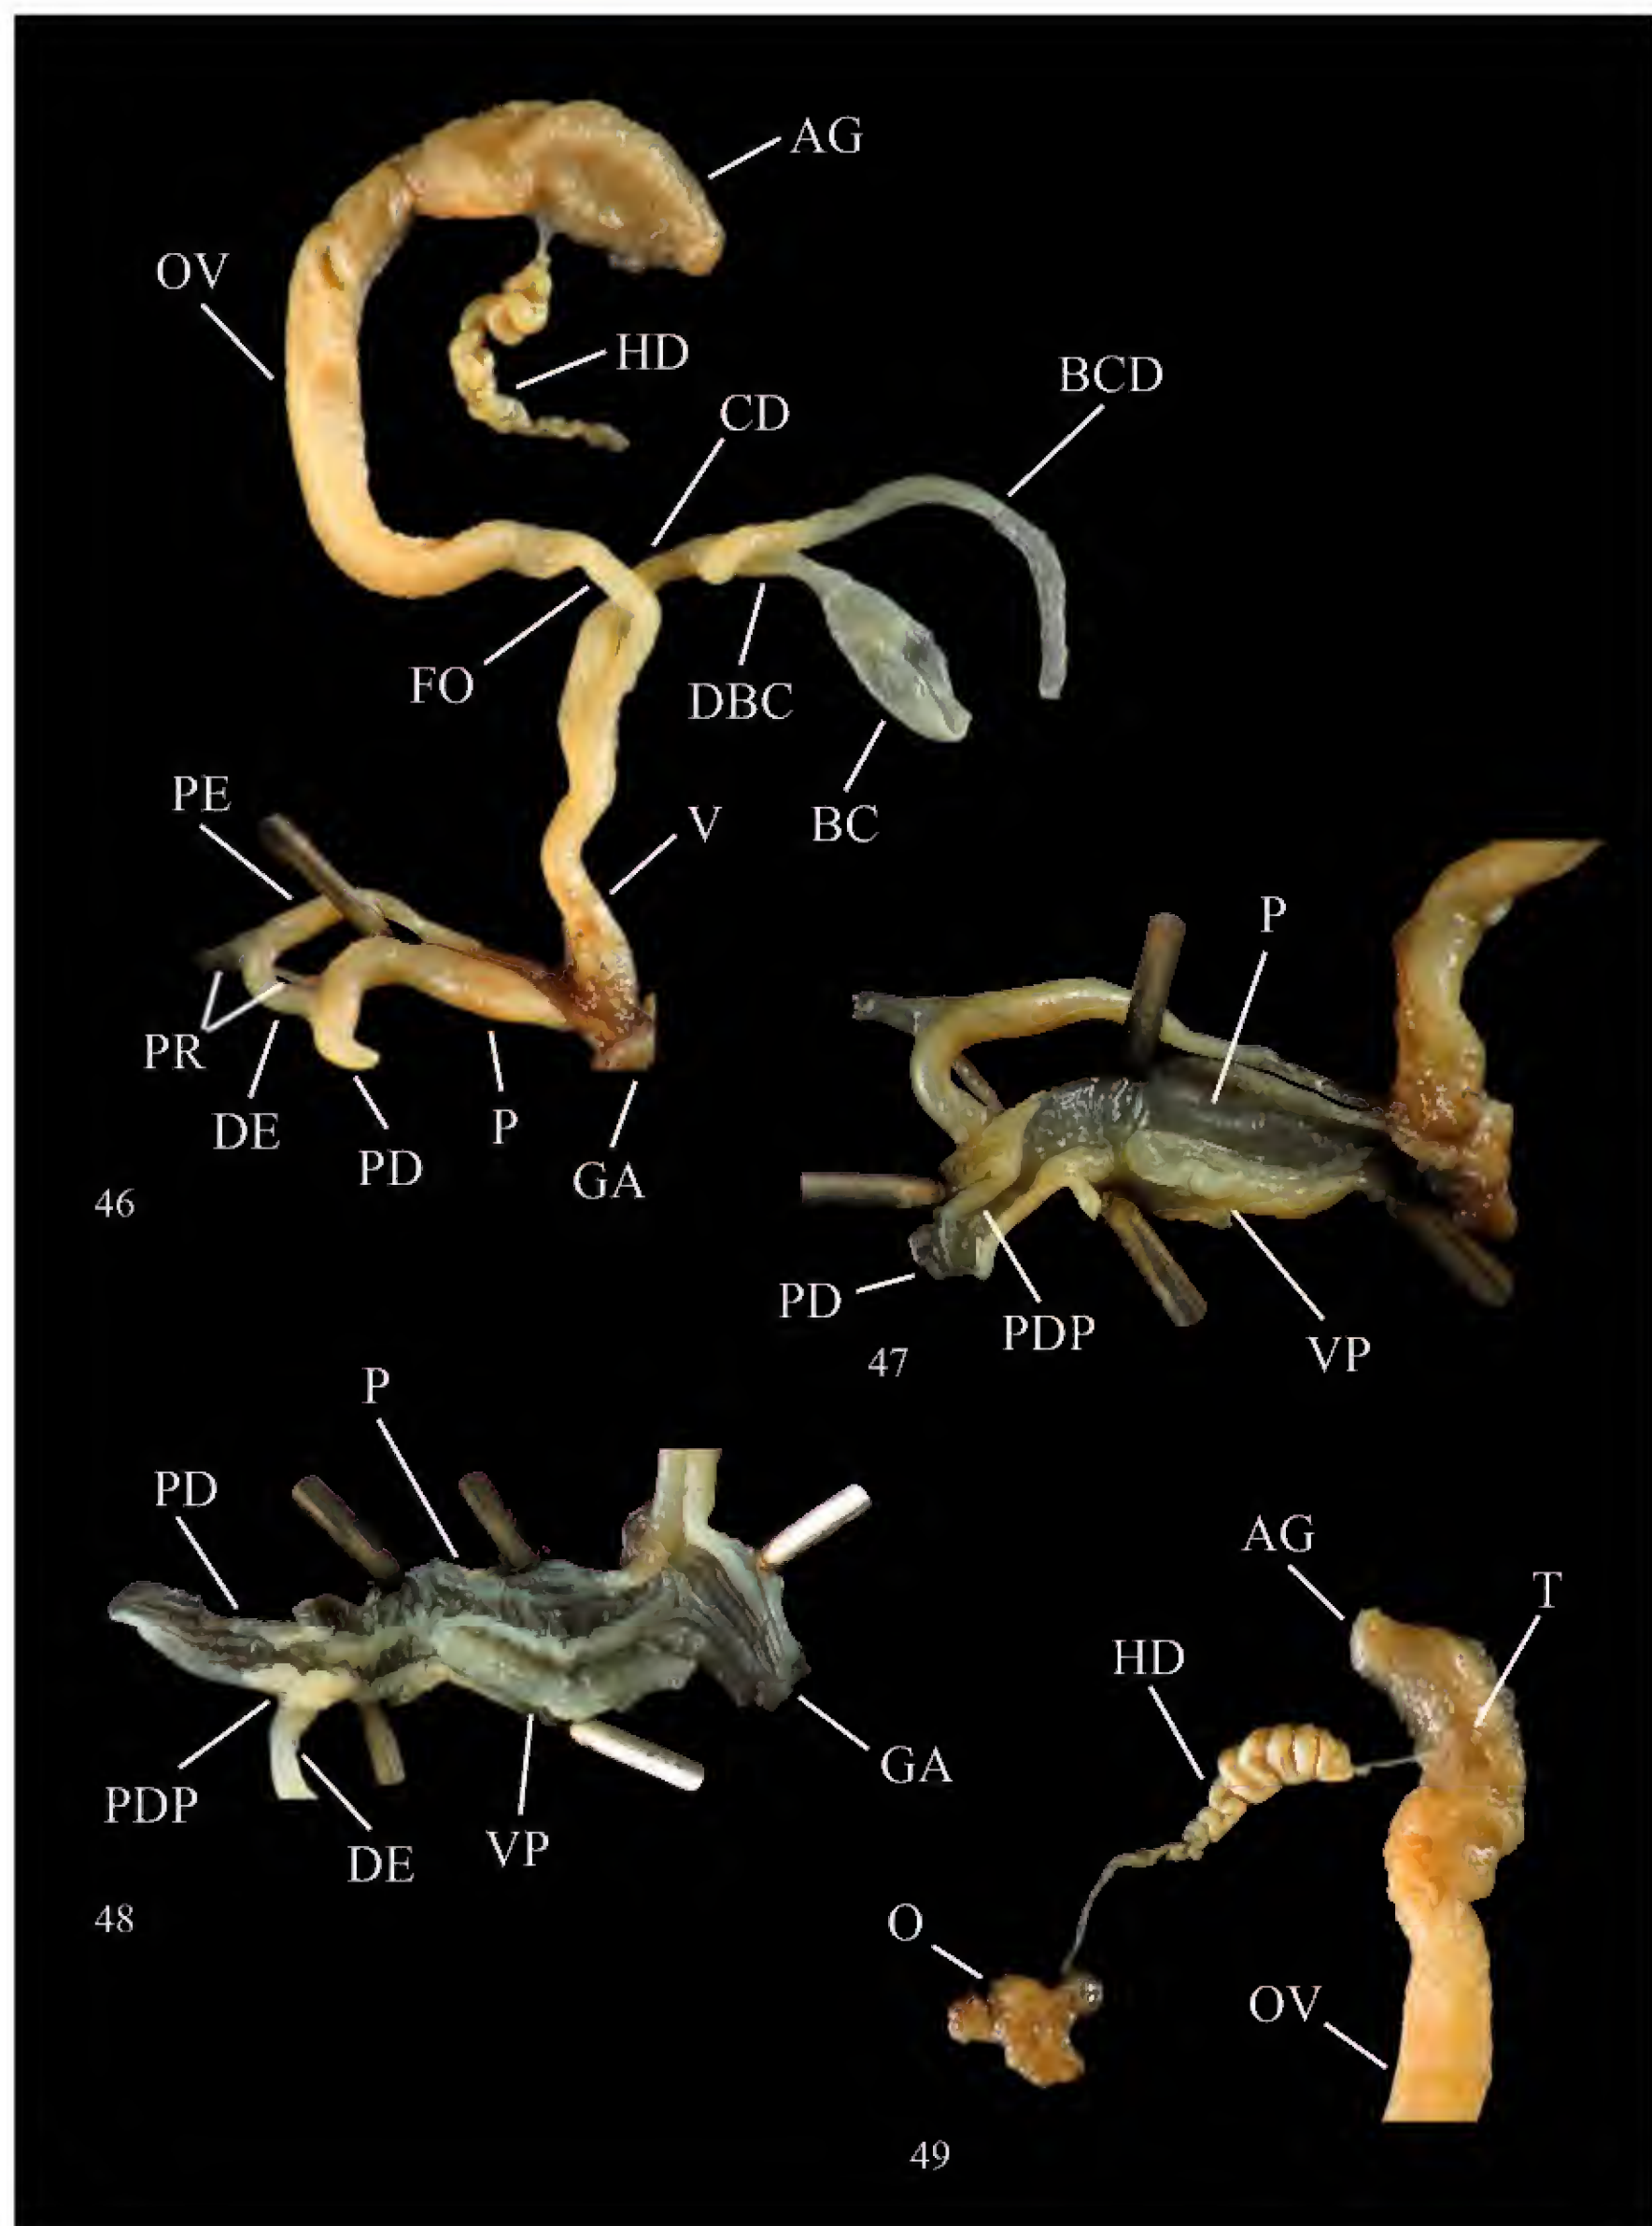 AG
OV
HD
BCD
CD
FO
DBC
BC
PE
V
PR
DE
PD
P
GA
46
P
PD
PDP
VP
47
P
PD
GA
PDP
DE
VP
48
AG
T
HD
O
OV
49